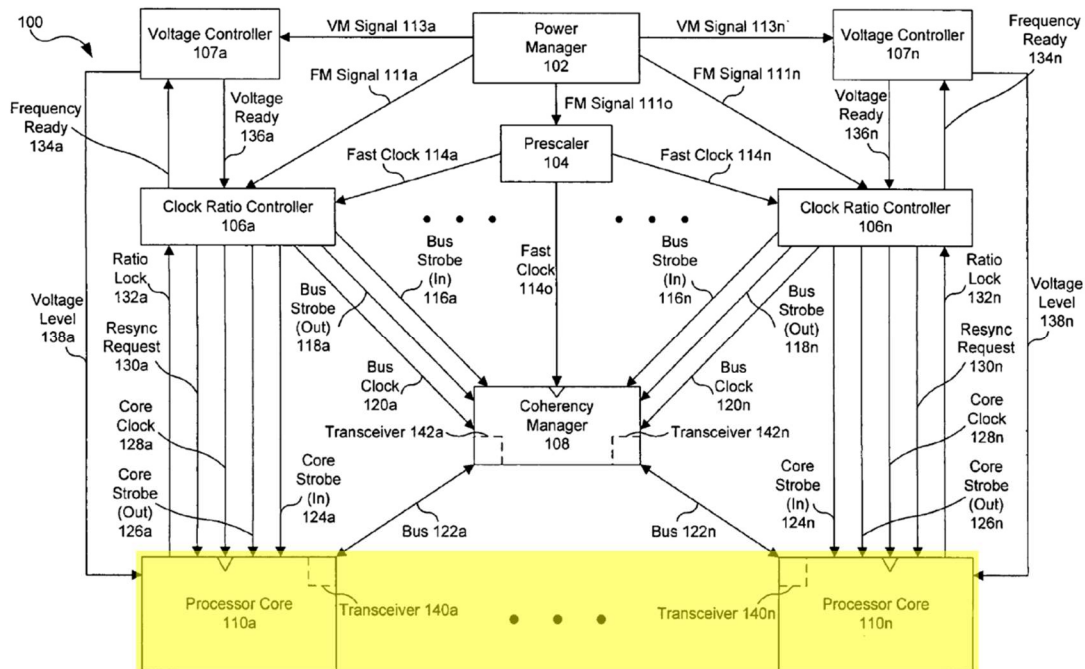 100
Voltage Controller
107a
VM Signal 113a
Power
Manager
102
VM Signal 113n
Voltage Controller
107n
Frequency
Ready
134n
FM Signal 111a
FM Signal 111n
FM Signal 111o
Frequency
Ready
134a
Voltage
Ready
136a
Voltage
Ready
136n
Prescaler
104
Fast Clock 114a
Fast Clock 114n
Clock Ratio Controller
106a
Clock Ratio Controller
106n
Ratio
Lock
132a
Bus
Strobe
(In)
116a
Fast
Clock
114o
Bus
Strobe
(In)
116n
Ratio
Lock
132n
Voltage
Level
138a
Bus
Strobe
(Out)
118a
Bus
Strobe
(Out)
118n
Voltage
Level
138n
Resync
Request
130a
Resync
Request
130n
Bus
Clock
120a
Bus
Clock
120n
Coherency
Manager
108
Core
Clock
128a
Core
Clock
128n
Transceiver 142a
Transceiver 142n
Core
Strobe
(Out)
126a
Core
Strobe
(In)
124a
Core
Strobe
(In)
124n
Core
Strobe
(Out)
126n
Bus 122a
Bus 122n
Processor Core
110a
Transceiver 140a
Transceiver 140n
Processor Core
110n